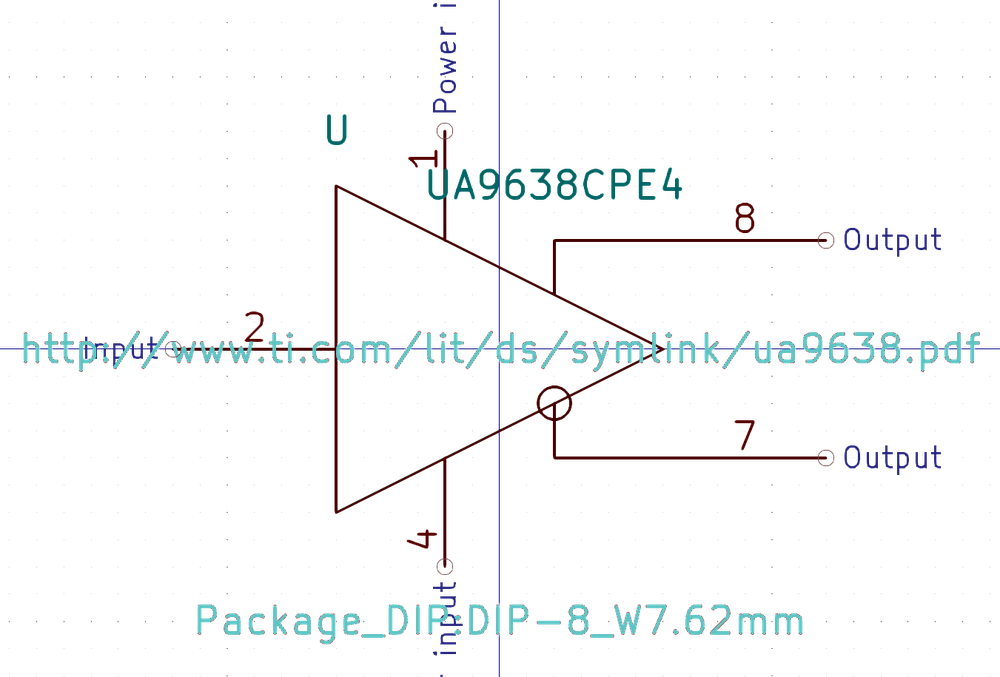 Power i
U
1
UA9638CPE4
8
Output
2
Input
http://www.ti.com/lit/ds/symlink/ua9638.pdf
7
Output
4
input
Package_DIP:DIP-8_W7.62mm